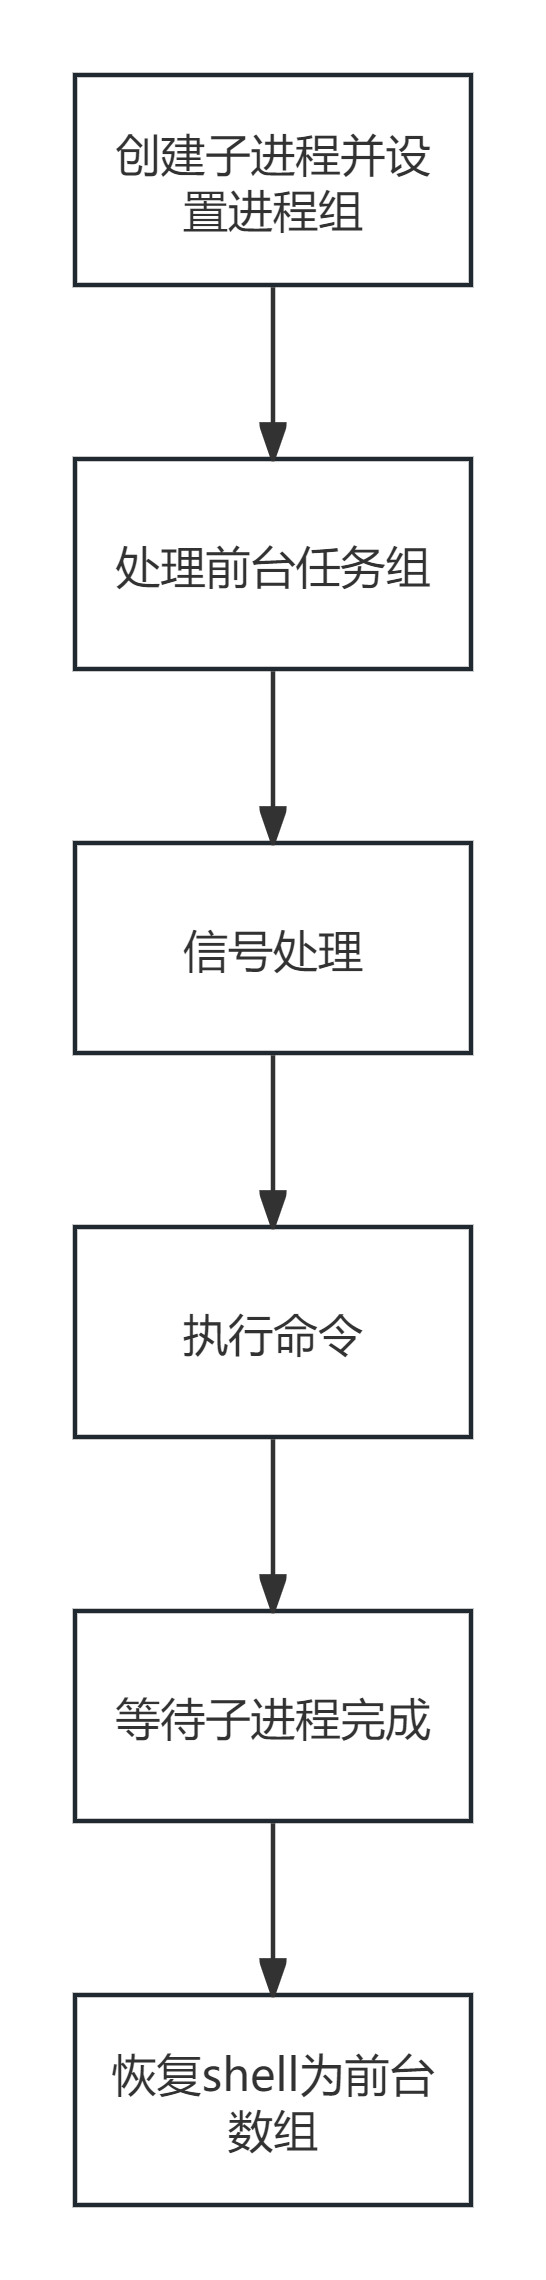 创建子进程并设
置进程组
处理前台任务组
信号处理
执行命令
等待子进程完成
恢复shell为前台
数组